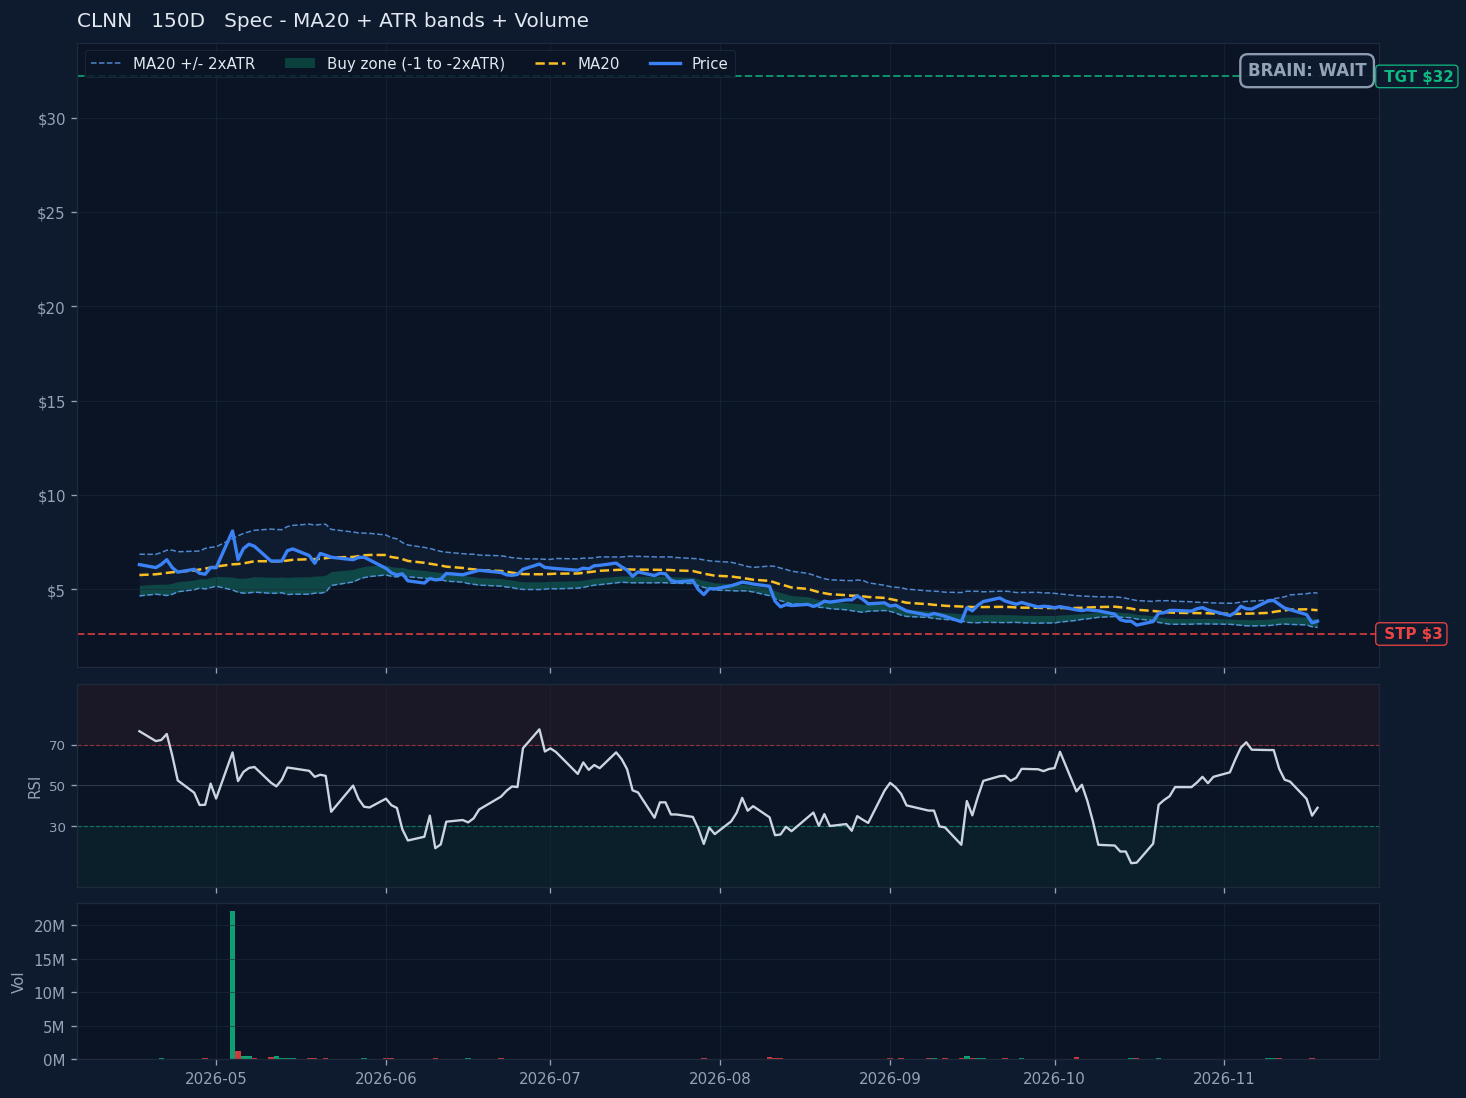 CLNN   150D   Spec - MA20 + ATR bands + Volume
MA20 +/- 2xATR   Buy zone (-1 to -2xATR)   MA20   Price
BRAIN: WAIT
TGT $32
$30
$25
$20
$15
$10
$5
STP $3
RSI
70
50
30
Vol
20M
15M
10M
5M
0M
2026-05   2026-06   2026-07   2026-08   2026-09   2026-10   2026-11